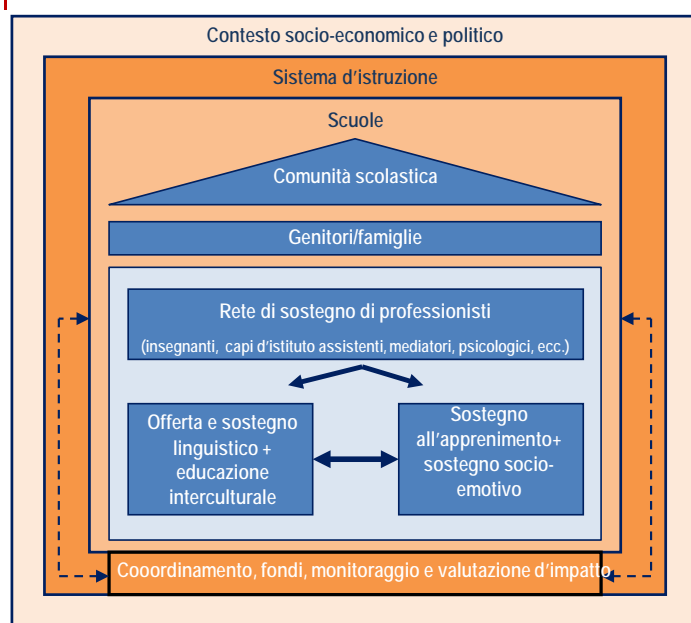 Contesto socio-economico e politico
Sistema d'istruzione
Scuole
Comunità scolastica
Genitori/famiglie
Rete di sostegno di professionisti
(insegnanti, capi d'istituto assistenti, mediatori, psicologici, ecc.)
Offerta e sostegno
linguistico +
educazione
interculturale
Sostegno
all'apprenimento+
sostegno socio-
emotivo
Cooordinamento, fondi, monitoraggio e valutazione d'impatto